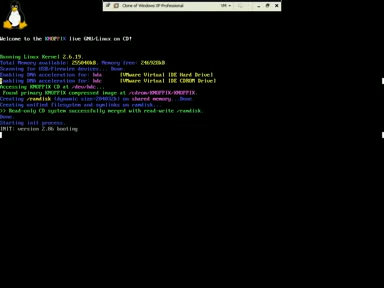 Clone of Windows XP Professional
Welcome to the KNOPPIX live GNU/Linux on CD!
Running Linux Kernel 2.6.19.
Total Memory available: kB, Memory free: kB.
Scanning for USB/Firewire devices... Done.
Enabling DMA acceleration for: hda [VMware Virtual IDE Hard Drive]
Enabling DMA acceleration for: hdc [VMware Virtual IDE CDROM Drive]
Accessing KNOPPIX CD at /dev/hdc...
Found primary KNOPPIX compressed image at /cdrom/KNOPPIX/KNOPPIX.
Creating /ramdisk (dynamic size= ) on shared memory...Done.
Creating unified filesystem and symlinks on ramdisk...
>> Read-only CD system successfully merged with read-write /ramdisk.
Done.
Starting init process.
INIT: version 2.86 booting